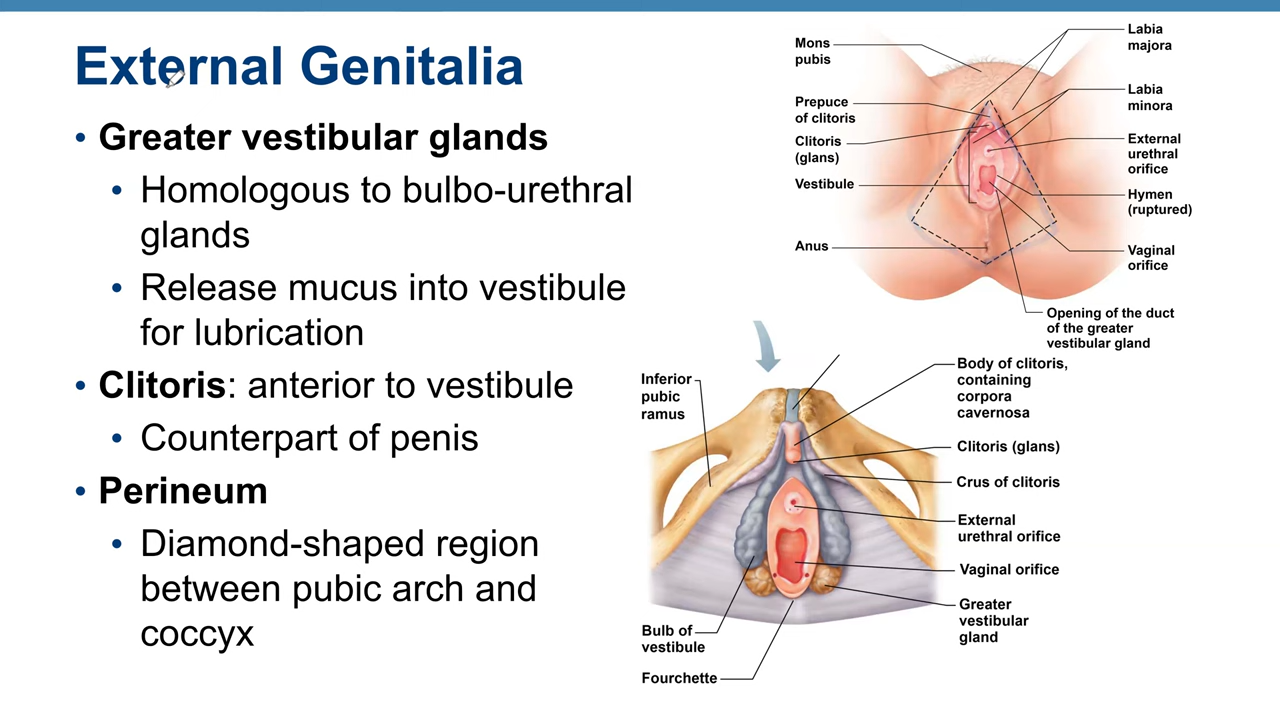 External Genitalia
• Greater vestibular glands
• Homologous to bulbo-urethral
glands
• Release mucus into vestibule
for lubrication
• Clitoris: anterior to vestibule
• Counterpart of penis
• Perineum
• Diamond-shaped region
between pubic arch and
coccyx
Mons
pubis
Prepuce
of clitoris
Clitoris
(glans)
Vestibule
Anus
Labia
majora
Labia
minora
External
urethral
orifice
Hymen
(ruptured)
Vaginal
orifice
Opening of the duct
of the greater
vestibular gland
Inferior
pubic
ramus
Bulb of
vestibule
Fourchette
Body of clitoris,
containing
corpora
cavernosa
Clitoris (glans)
Crus of clitoris
External
urethral orifice
Vaginal orifice
Greater
vestibular
gland